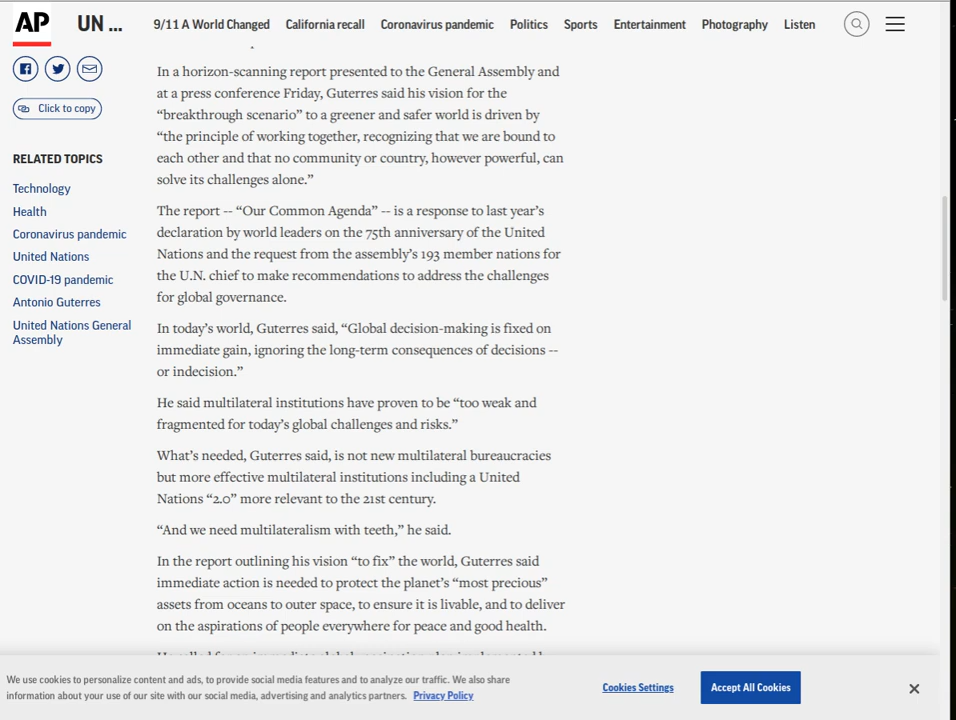 AP
UN ...
9/11 A World Changed
California recall
Coronavirus pandemic
Politics
Sports
Entertainment
Photography
Listen
Click to copy
RELATED TOPICS
Technology
Health
Coronavirus pandemic
United Nations
COVID-19 pandemic
Antonio Guterres
United Nations General
Assembly
In a horizon-scanning report presented to the General Assembly and
at a press conference Friday, Guterres said his vision for the
“breakthrough scenario” to a greener and safer world is driven by
“the principle of working together, recognizing that we are bound to
each other and that no community or country, however powerful, can
solve its challenges alone.”
The report -- “Our Common Agenda” -- is a response to last year’s
declaration by world leaders on the 75th anniversary of the United
Nations and the request from the assembly’s 193 member nations for
the U.N. chief to make recommendations to address the challenges
for global governance.
In today’s world, Guterres said, “Global decision-making is fixed on
immediate gain, ignoring the long-term consequences of decisions --
or indecision.”
He said multilateral institutions have proven to be “too weak and
fragmented for today’s global challenges and risks.”
What’s needed, Guterres said, is not new multilateral bureaucracies
but more effective multilateral institutions including a United
Nations “2.0” more relevant to the 21st century.
“And we need multilateralism with teeth,” he said.
In the report outlining his vision “to fix” the world, Guterres said
immediate action is needed to protect the planet’s “most precious”
assets from oceans to outer space, to ensure it is livable, and to deliver
on the aspirations of people everywhere for peace and good health.
We use cookies to personalize content and ads, to provide social media features and to analyze our traffic. We also share
information about your use of our site with our social media, advertising and analytics partners. Privacy Policy
Cookies Settings
Accept All Cookies